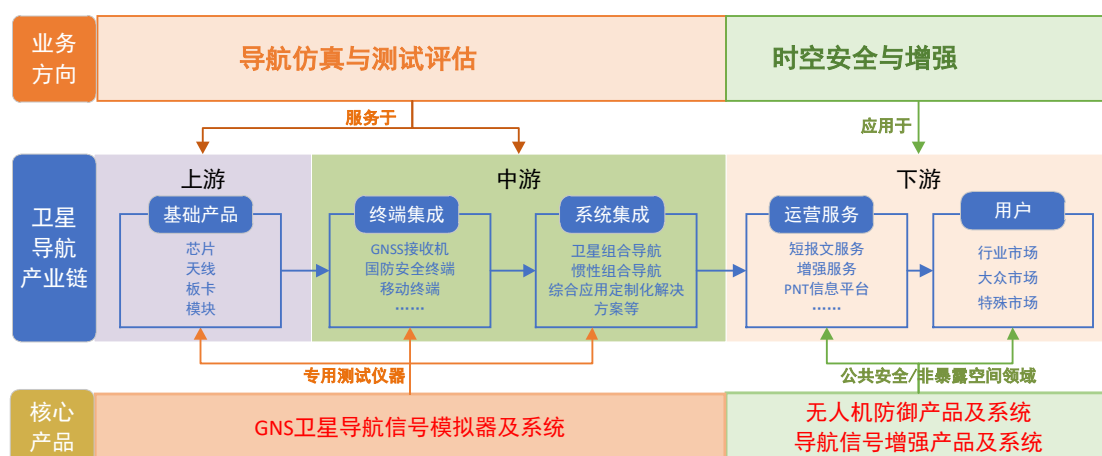 业务
方向
导航仿真与测试评估
时空安全与增强
服务于
应用于
卫星
导航
产业链
上游
中游
下游
基础产品
芯片
天线
板卡
模块
终端集成
GNSS接收机
国防安全终端
移动终端
……
系统集成
卫星组合导航
惯性组合导航
综合应用定制化解决
方案等
运营服务
短报文服务
增强服务
PNT信息平台
……
用户
行业市场
大众市场
特殊市场
专用测试仪器
公共安全/非暴露空间领域
核心
产品
GNS卫星导航信号模拟器及系统
无人机防御产品及系统
导航信号增强产品及系统